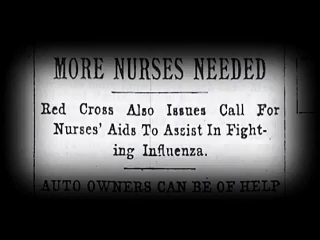 MORE NURSES NEEDED
Red Cross Also Issues Call For
Nurses' Aids To Assist In Fight-
ing Influenza.
AUTO OWNERS CAN BE OF HELP